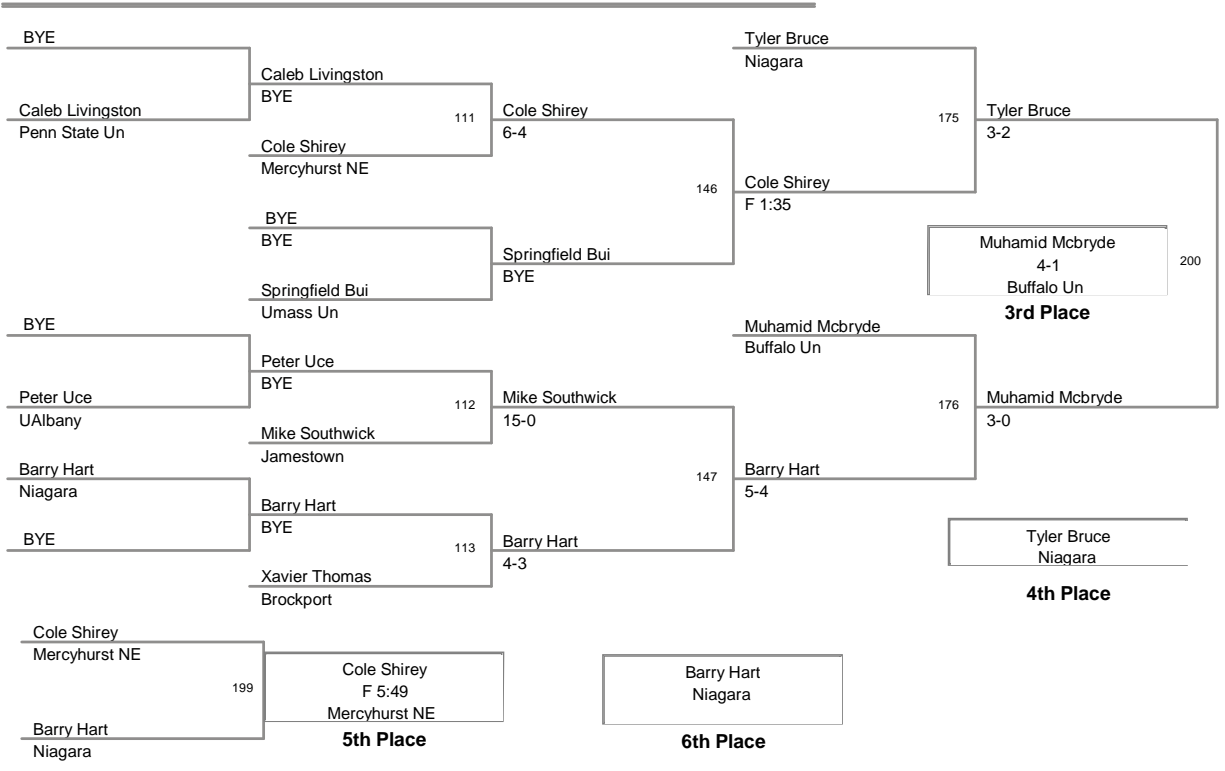 BYE
Tyler Bruce
Niagara
Caleb Livingston
BYE
Caleb Livingston
Penn State Un
111
Cole Shirey
6-4
175
Tyler Bruce
3-2
Cole Shirey
Mercyhurst NE
146
Cole Shirey
F 1:35
BYE
BYE
Springfield Bui
BYE
Muhamid Mcbryde
4-1
Buffalo Un
200
3rd Place
Springfield Bui
Umass Un
BYE
Muhamid Mcbryde
Buffalo Un
Peter Uce
BYE
Peter Uce
UAlbany
112
Mike Southwick
15-0
176
Muhamid Mcbryde
3-0
Mike Southwick
Jamestown
Barry Hart
Niagara
147
Barry Hart
5-4
Barry Hart
BYE
BYE
113
Barry Hart
4-3
Tyler Bruce
Niagara
4th Place
Xavier Thomas
Brockport
Cole Shirey
Mercyhurst NE
199
Cole Shirey
F 5:49
Mercyhurst NE
5th Place
Barry Hart
Niagara
6th Place
Barry Hart
Niagara